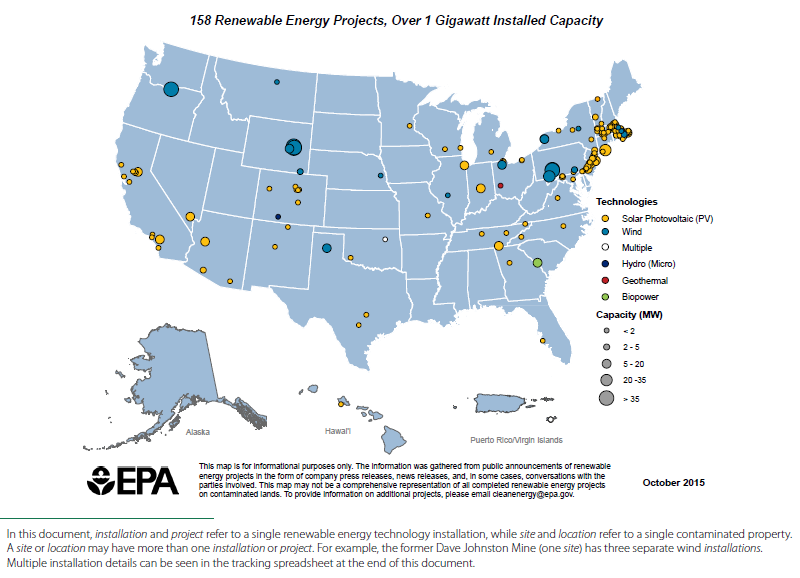 158 Renewable Energy Projects, Over 1 Gigawatt Installed Capacity
Technologies
Solar Photovoltaic (PV)
Wind
Multiple
Hydro (Micro)
Geothermal
Biopower
Capacity (MW)
< 2
2 - 5
5 - 20
20 -35
> 35
Alaska
Hawai'i
Puerto Rico/Virgin Islands
EPA
This map is for informational purposes only. The information was gathered from public announcements of renewable
energy projects in the form of company press releases, news releases, and, in some cases, conversations with the
parties involved. This map may not be a comprehensive representation of all completed renewable energy projects
on contaminated lands. To provide information on additional projects, please email cleanenergy@epa.gov.
October 2015
In this document, installation and project refer to a single renewable energy technology installation, while site and location refer to a single contaminated property.
A site or location may have more than one installation or project. For example, the former Dave Johnston Mine (one site) has three separate wind installations.
Multiple installation details can be seen in the tracking spreadsheet at the end of this document.